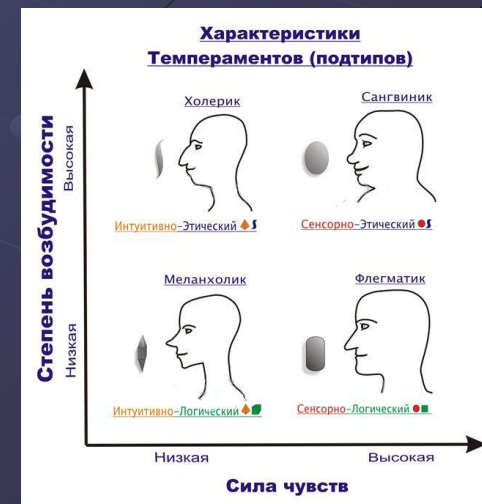 Характеристики
Темпераментов (подтипов)
Степень возбудимости
Высокая
Низкая
Холерик
Сангвиник
Интуитивно-Этический
Сенсорно-Этический
Меланхолик
Флегматик
Интуитивно-Логический
Сенсорно-Логический
Низкая
Высокая
Сила чувств